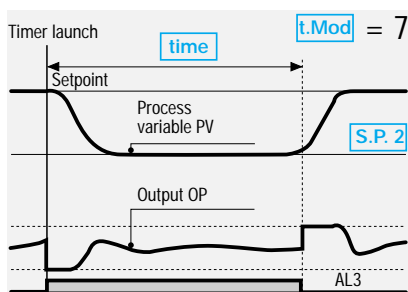 Timer launch
time
t.Mod = 7
Setpoint
Process
variable PV
S.P. 2
Output OP
AL3